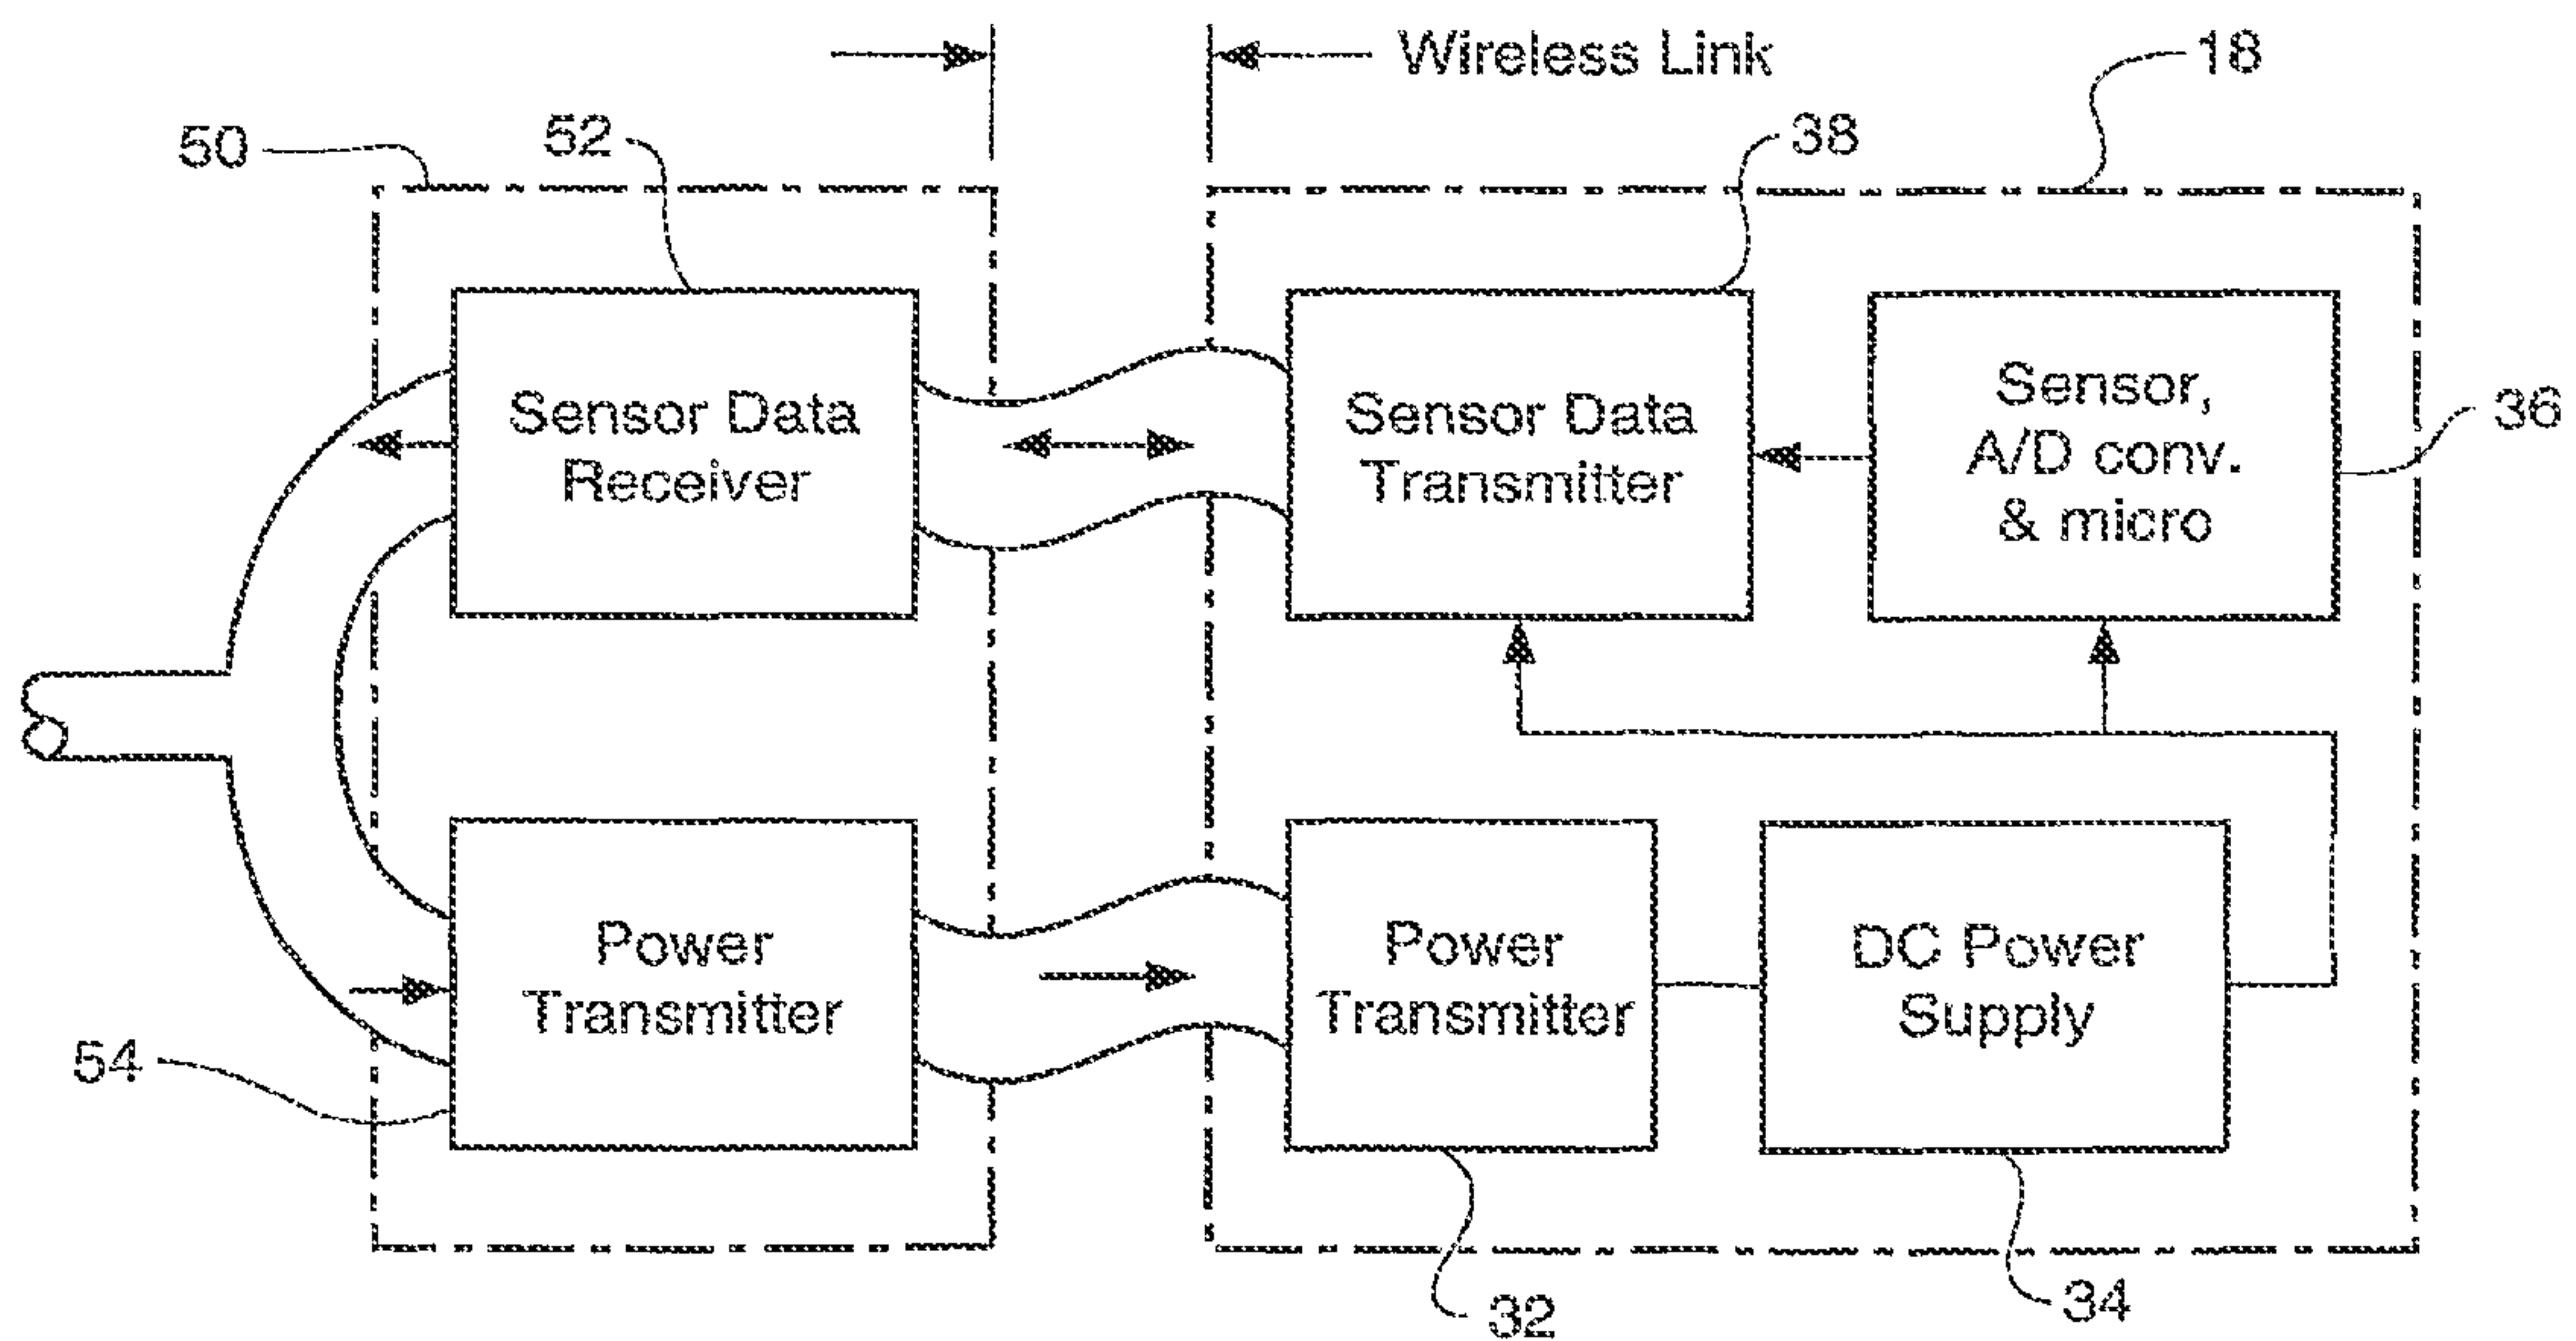 Wireless Link
18
50
52
38
Sensor Data
Receiver
Sensor Data
Transmitter
Sensor,
A/D conv.
& micro
36
Power
Transmitter
Power
Transmitter
DC Power
Supply
54
32
34